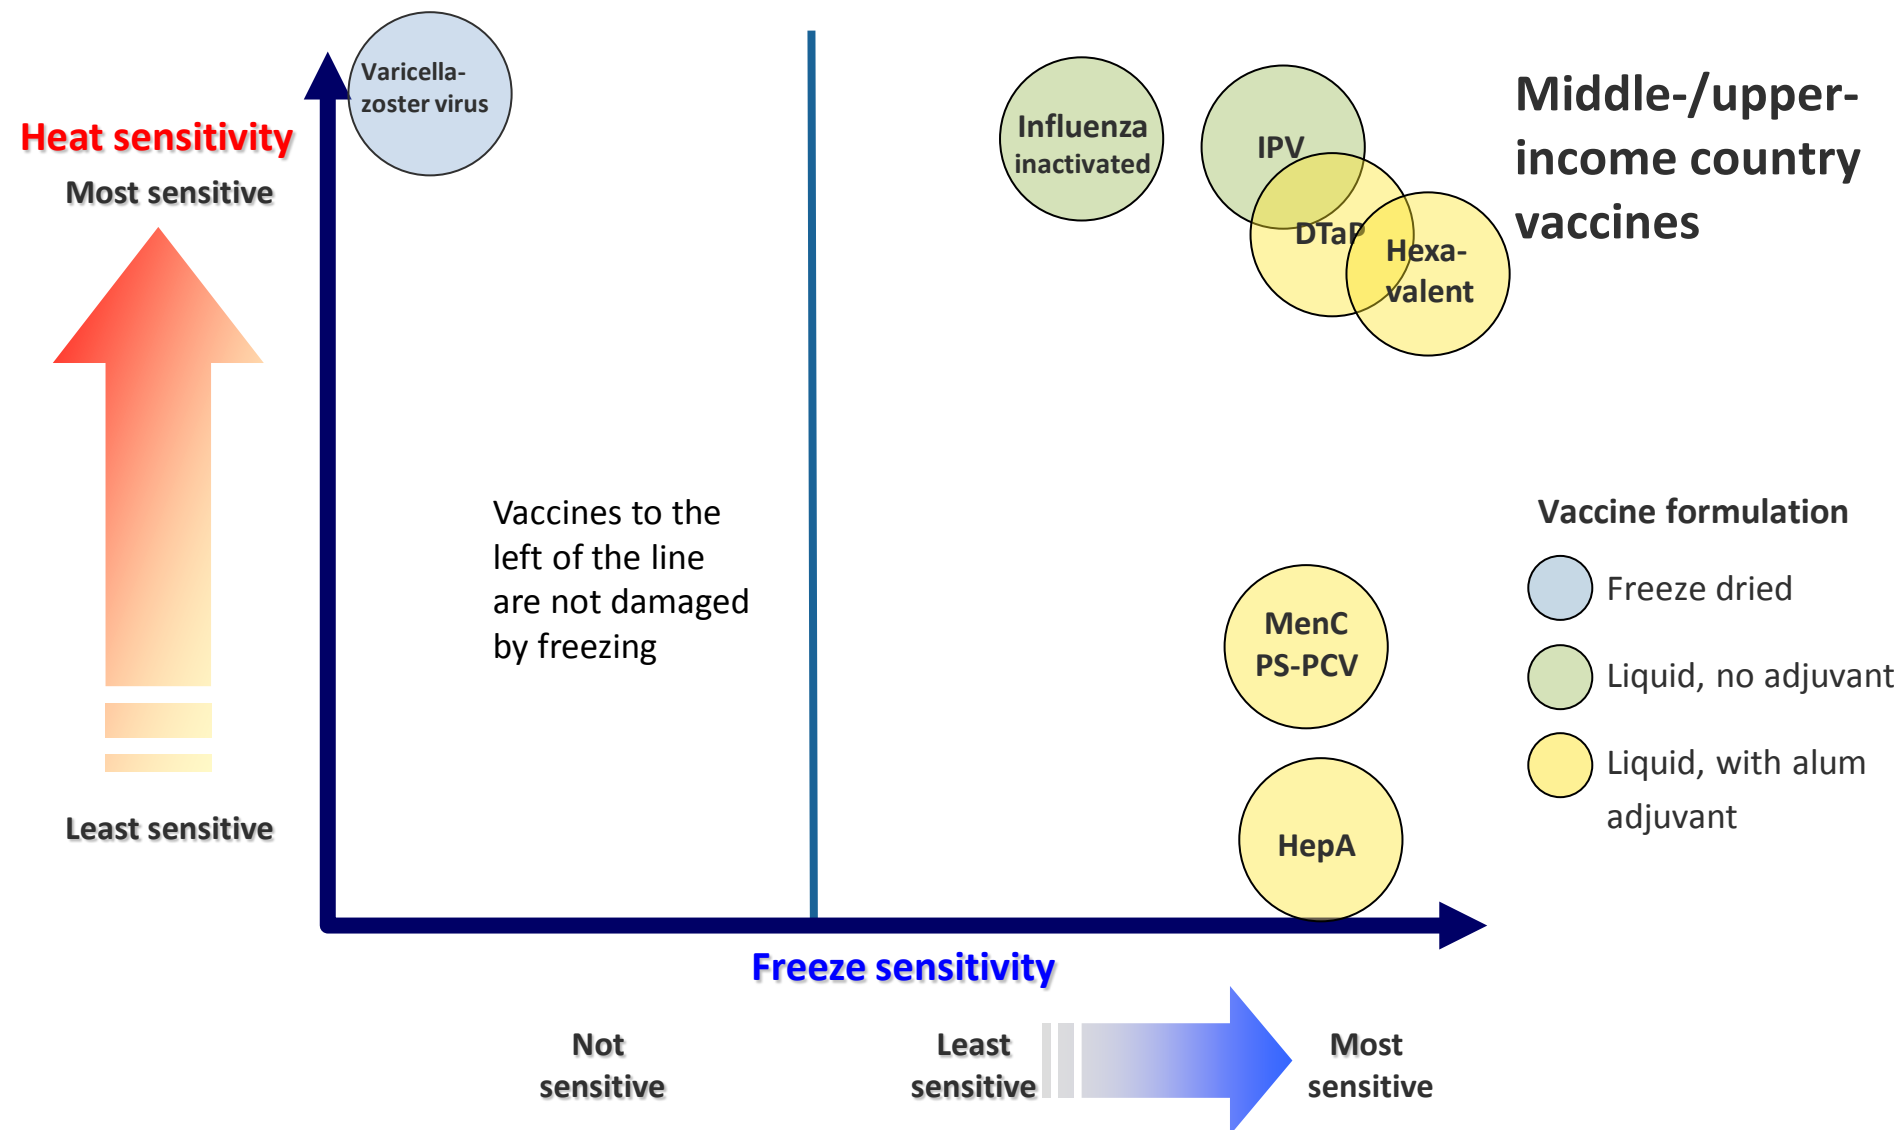 Varicella-
zoster virus
Heat sensitivity
Most sensitive
Least sensitive
Influenza
inactivated
IPV
DTaP
Hexa-
valent
Middle-/upper-
income country
vaccines
Vaccines to the
left of the line
are not damaged
by freezing
MenC
PS-PCV
HepA
Vaccine formulation
Freeze dried
Liquid, no adjuvant
Liquid, with alum
adjuvant
Freeze sensitivity
Not
sensitive
Least
sensitive
Most
sensitive